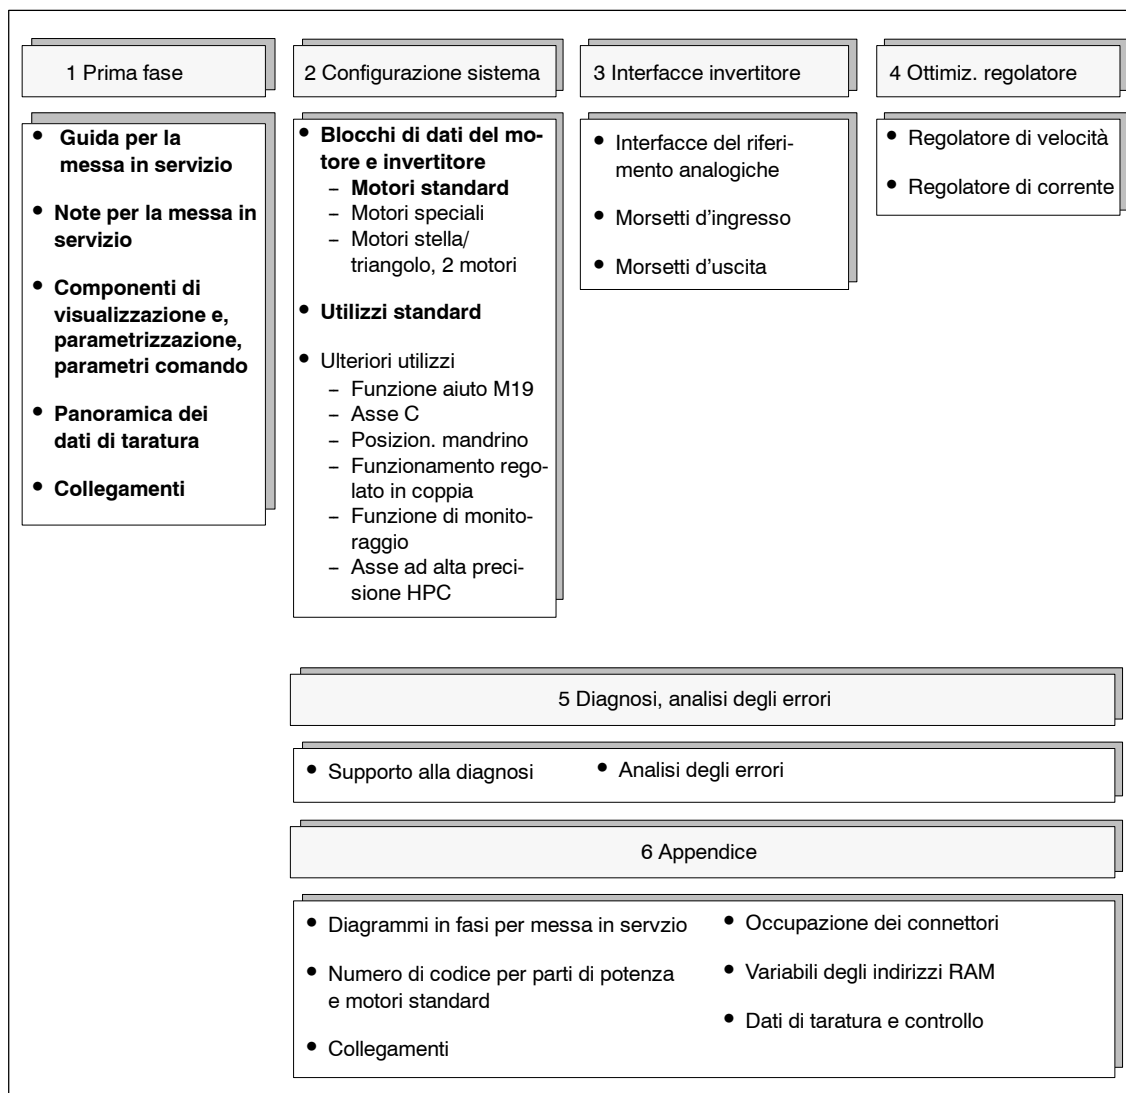 1 Prima fase
• Guida per la
messa in servizio
• Note per la messa in
servizio
• Componenti di
visualizzazione e,
parametrizzazione,
parametri comando
• Panoramica dei
dati di taratura
• Collegamenti
2 Configurazione sistema
• Blocchi di dati del mo-
tore e invertitore
– Motori standard
– Motori speciali
– Motori stella/
triangolo, 2 motori
• Utilizzi standard
• Ulteriori utilizzi
– Funzione aiuto M19
– Asse C
– Posizion. mandrino
– Funzionamento rego-
lato in coppia
– Funzione di monito-
raggio
– Asse ad alta preci-
sione HPC
3 Interfacce invertitore
• Interfacce del riferi-
mento analogiche
• Morsetti d'ingresso
• Morsetti d'uscita
4 Ottimiz. regolatore
• Regolatore di velocità
• Regolatore di corrente
5 Diagnosi, analisi degli errori
• Supporto alla diagnosi
• Analisi degli errori
6 Appendice
• Diagrammi in fasi per messa in servzio
• Numero di codice per parti di potenza
e motori standard
• Collegamenti
• Occupazione dei connettori
• Variabili degli indirizzi RAM
• Dati di taratura e controllo